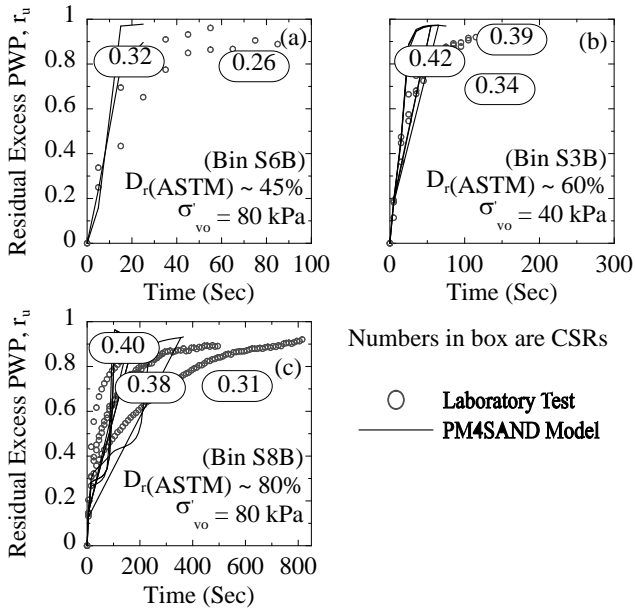 Residual Excess PWP, r_u
1
0.8
0.6
0.4
0.2
0
(a)
0.32
0.26
(Bin S6B)
D_r(ASTM) ~ 45%
σ'_vo = 80 kPa
0 20 40 60 80 100
Time (Sec)
(b)
0.39
0.42
0.34
(Bin S3B)
D_r(ASTM) ~ 60%
σ'_vo = 40 kPa
0 100 200 300
Time (Sec)
Residual Excess PWP, r_u
1
0.8
0.6
0.4
0.2
0
0.40
(c)
0.38
0.31
(Bin S8B)
D_r(ASTM) ~ 80%
σ'_vo = 80 kPa
0 200 400 600 800
Time (Sec)
Numbers in box are CSRs
Laboratory Test
PM4SAND Model